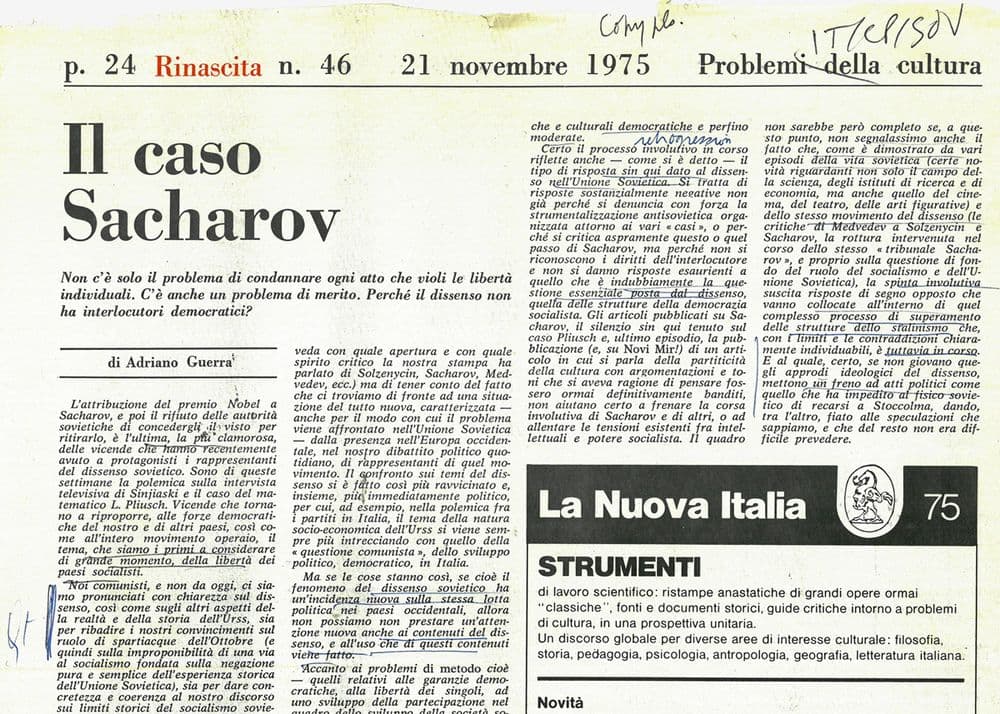 IT/CP/SOV
p. 24 Rinascita n. 46 21 novembre 1975 Problemi della cultura
Il caso
Sacharov
Non c'è solo il problema di condannare ogni atto che violi le libertà
individuali. C'è anche un problema di merito. Perché il dissenso non
ha interlocutori democratici?
di Adriano Guerra
L'attribuzione del premio Nobel a
Sacharov, e poi il rifiuto delle autorità
sovietiche di concedergli il visto per
ritirarlo, è l'ultima, la più clamorosa,
delle vicende che hanno recentemente
avuto a protagonisti i rappresentanti
del dissenso sovietico. Sono di queste
settimane la polemica sulla intervista
televisiva di Sinjiaski e il caso del ma-
tematico L. Pliusch. Vicende che torna-
no a riproporre, alle forze democrati-
che del nostro e di altri paesi, così co-
me all'intero movimento operaio, il
tema, che siamo i primi a considerare
di grande momento, della libertà dei
paesi socialisti.
Noi comunisti, e non da oggi, ci sia-
mo pronunciati con chiarezza sul dis-
senso, così come sugli altri aspetti del-
la realtà e della storia dell'Urss, sia
per ribadire i nostri convincimenti sul
ruolo di spartiacque dell'Ottobre (e
quindi sulla improponibilità di una via
al socialismo fondata sulla negazione
pura e semplice dell'esperienza storica
dell'Unione Sovietica), sia per dare con-
cretezza e coerenza al nostro discorso
sui limiti storici del socialismo sovie-
veda con quale apertura e con quale
spirito critico la nostra stampa ha
parlato di Solzenycin, Sacharov, Med-
vedev, ecc.) ma di tener conto del fatto
che ci troviamo di fronte ad una situa-
zione del tutto nuova, caratterizzata —
anche per il modo con cui il problema
viene affrontato nell'Unione Sovietica
— dalla presenza nell'Europa occiden-
tale, nel nostro dibattito politico quo-
tidiano, di rappresentanti di quel mo-
vimento. Il confronto sui temi del dis-
senso si è fatto così più ravvicinato e,
insieme, più immediatamente politico,
per cui, ad esempio, nella polemica fra
i partiti in Italia, il tema della natura
socio-economica dell'Urss si viene sem-
pre più intrecciando con quello della
« questione comunista », dello sviluppo
politico, democratico, in Italia.
Ma se le cose stanno così, se cioè il
fenomeno del dissenso sovietico ha
un'incidenza nuova sulla stessa lotta
politica nei paesi occidentali, allora
non possiamo non prestare un'atten-
zione nuova anche ai contenuti del dis-
senso, e all'uso che di questi contenuti
viene fatto.
Accanto ai problemi di metodo cioè
— quelli relativi alle garanzie demo-
cratiche, alla libertà dei singoli, ad
uno sviluppo della partecipazione nel
quadro dello sviluppo della società so-
che e culturali democratiche e perfino
moderate.
retrogression
Certo il processo involutivo in corso
riflette anche — come si è detto — il
tipo di risposta sin qui dato al dissen-
so nell'Unione Sovietica. Si tratta di
risposte sostanzialmente negative non
già perché si denuncia con forza la
strumentalizzazione antisovietica orga-
nizzata attorno ai vari « casi », o per-
ché si critica aspramente questo o quel
passo di Sacharov, ma perché non si
riconoscono i diritti dell'interlocutore
e non si danno risposte esaurienti a
quello che è indubbiamente la que-
stione essenziale posta dal dissenso,
quella delle strutture della democrazia
socialista. Gli articoli pubblicati su Sa-
charov, il silenzio sin qui tenuto sul
caso Pliusch e, ultimo episodio, la pub-
blicazione (e, su Novi Mir!) di un arti-
colo in cui si parla della partiticità
della cultura con argomentazioni e to-
ni che si aveva ragione di pensare fos-
sero ormai definitivamente banditi,
non aiutano certo a frenare la corsa
involutiva di Sacharov e di altri, o ad
allentare le tensioni esistenti fra intel-
lettuali e potere socialista. Il quadro
non sarebbe però completo se, a que-
sto punto, non segnalassimo anche il
fatto che, come è dimostrato da vari
episodi della vita sovietica (certe no-
vità riguardanti non solo il campo del-
la scienza, degli istituti di ricerca e di
economia, ma anche quello del cine-
ma, del teatro, delle arti figurative) e
dello stesso movimento del dissenso (le
critiche di Medvedev a Solzenycin e
Sacharov, la rottura intervenuta nel
corso dello stesso « tribunale Sacha-
rov », e proprio sulla questione di fon-
do del ruolo del socialismo e dell'U-
nione Sovietica), la spinta involutiva
suscita risposte di segno opposto che
vanno collocate all'interno di quel
complesso processo di superamento
delle strutture dello stalinismo che,
con i limiti e le contraddizioni chiara-
mente individuabili, è tuttavia in corso.
E al quale, certo, se non giovano que-
gli approdi ideologici del dissenso,
mettono un freno ad atti politici come
quello che ha impedito al fisico sovie-
tico di recarsi a Stoccolma, dando,
tra l'altro, fiato alle speculazioni che
sappiamo, e che del resto non era dif-
ficile prevedere.
La Nuova Italia 75
STRUMENTI
di lavoro scientifico: ristampe anastatiche di grandi opere ormai
"classiche", fonti e documenti storici, guide critiche intorno a problemi
di cultura, in una prospettiva unitaria.
Un discorso globale per diverse aree di interesse culturale: filosofia,
storia, pedagogia, psicologia, antropologia, geografia, letteratura italiana.
Novità